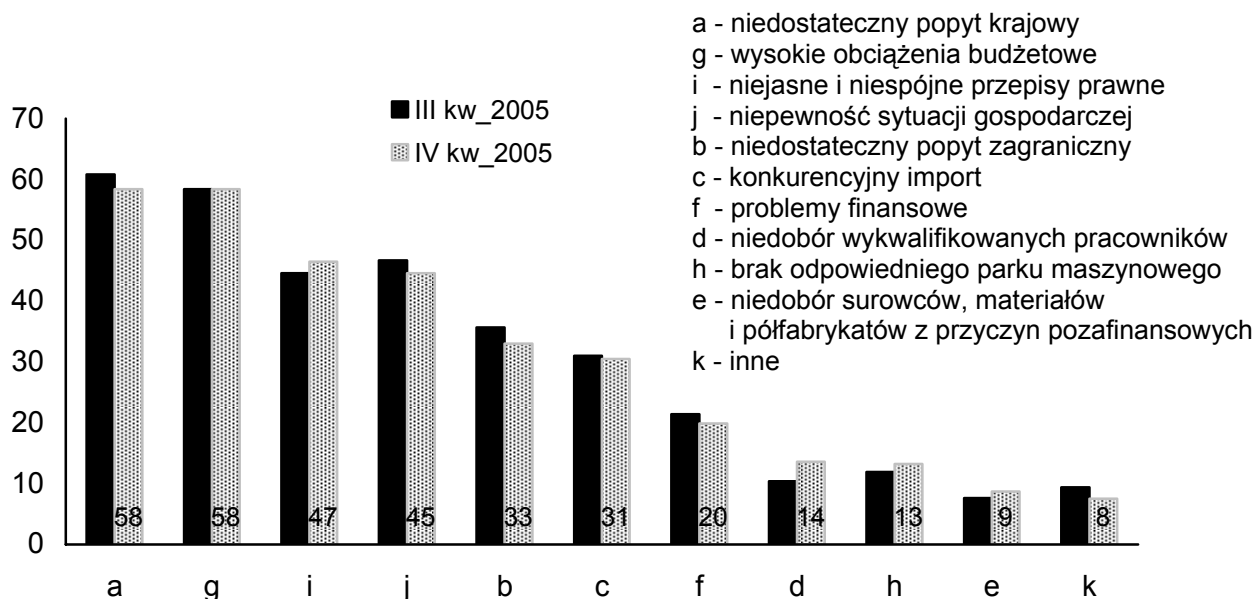 a - niedostateczny popyt krajowy
g - wysokie obciążenia budżetowe
i - niejasne i niespójne przepisy prawne
j - niepewność sytuacji gospodarczej
b - niedostateczny popyt zagraniczny
c - konkurencyjny import
f - problemy finansowe
d - niedobór wykwalifikowanych pracowników
h - brak odpowiedniego parku maszynowego
e - niedobór surowców, materiałów
i półfabrykatów z przyczyn pozafinansowych
k - inne
III kw_2005
IV kw_2005
70
60
50
40
30
20
10
0
58 58 47 45 33 31 20 14 13 9 8
a g i j b c f d h e k